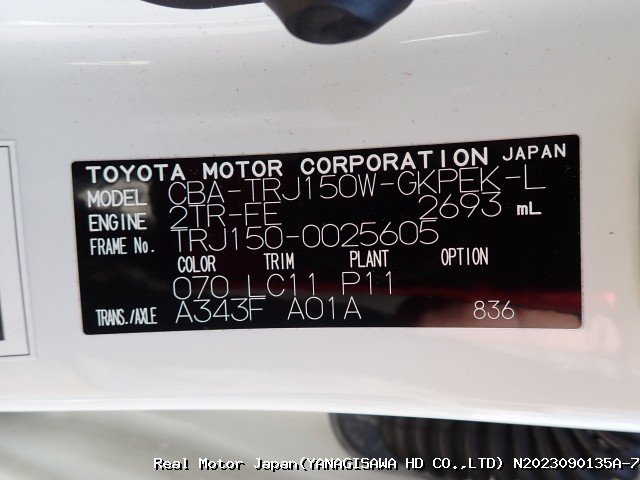 TOYOTA MOTOR CORPORATION JAPAN
MODEL CBA-TRJ150W-GKPEK-L
ENGINE 2TR-FE 2693 mL
FRAME No. TRJ150-0025605
COLOR TRIM PLANT OPTION
070 LC11 P11
TRANS./AXLE A343F A01A 836
Real Motor Japan(YANAGISAWA HD CO.,LTD) N2023090135A-7